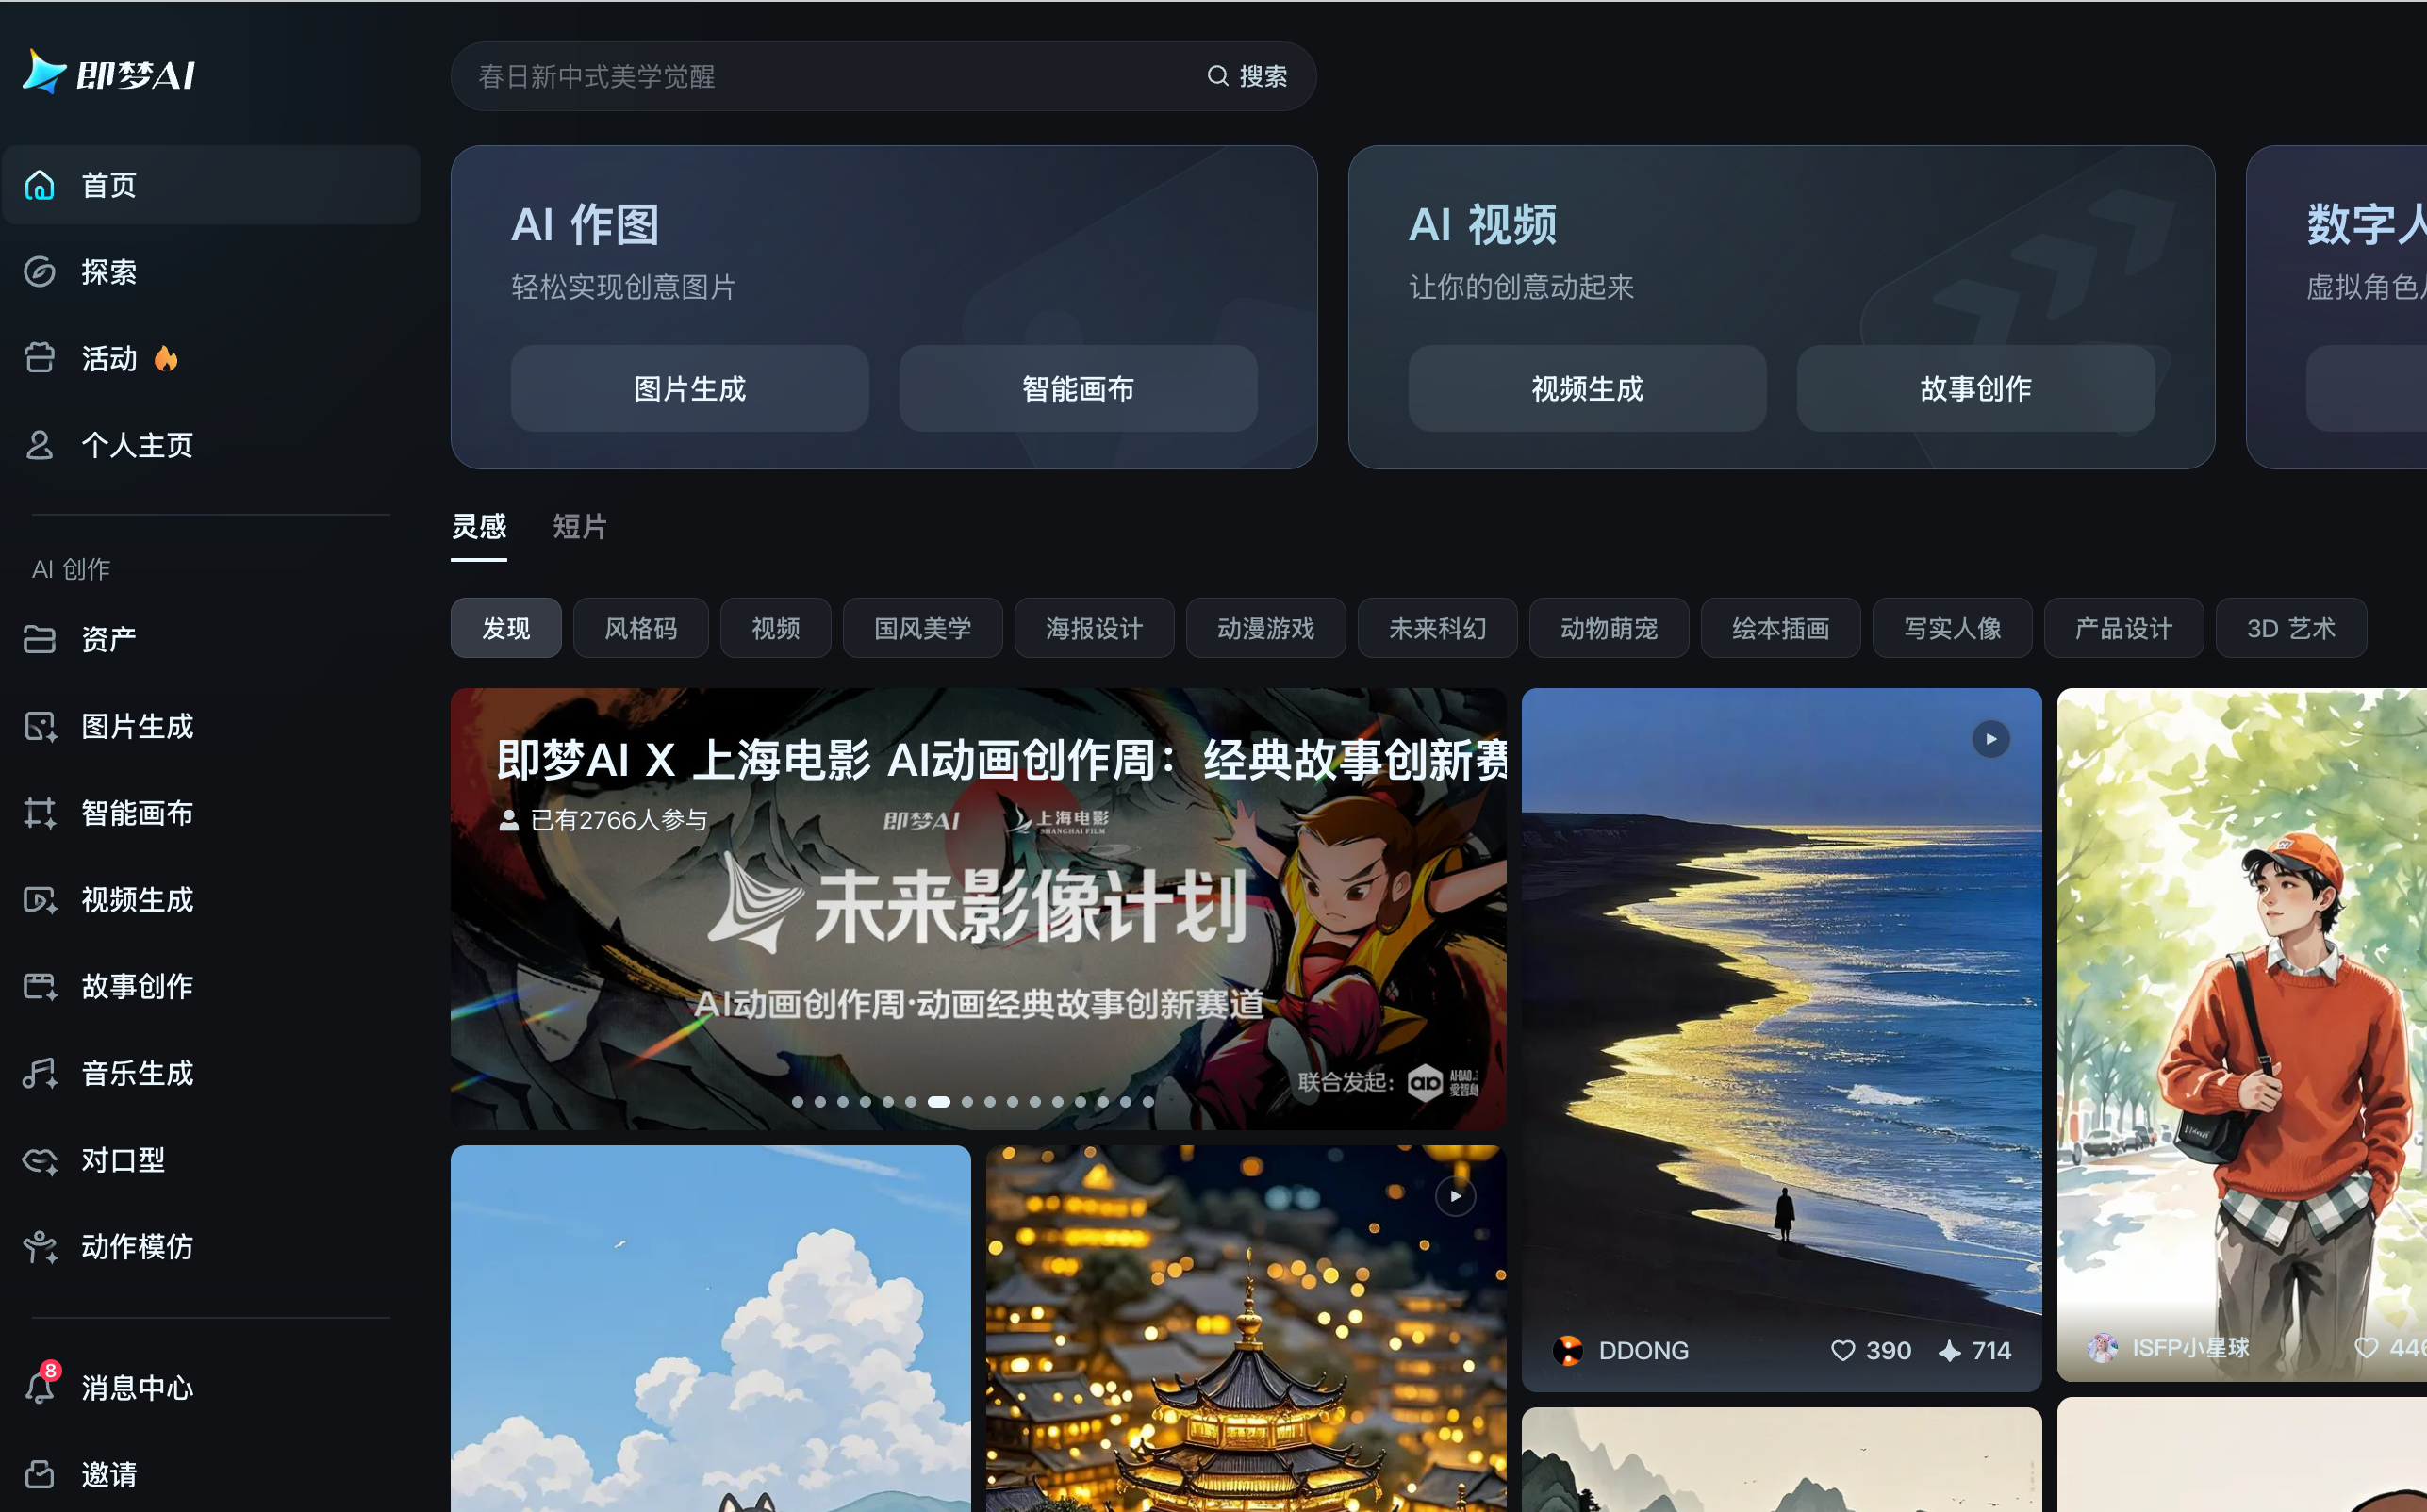 即梦AI
春日新中式美学觉醒
搜索
首页
探索
活动
个人主页
AI 创作
资产
图片生成
智能画布
视频生成
故事创作
音乐生成
对口型
动作模仿
8
消息中心
邀请
AI 作图
轻松实现创意图片
图片生成
智能画布
AI 视频
让你的创意动起来
视频生成
故事创作
数字人
虚拟角色
灵感
短片
发现
风格码
视频
国风美学
海报设计
动漫游戏
未来科幻
动物萌宠
绘本插画
写实人像
产品设计
3D 艺术
即梦AI X 上海电影 AI动画创作周：经典故事创新赛
已有2766人参与
即梦AI
上海电影
SHANGHAI FILM
未来影像计划
AI动画创作周·动画经典故事创新赛道
联合发起：
DDONG
390
714
ISFP小星球
446